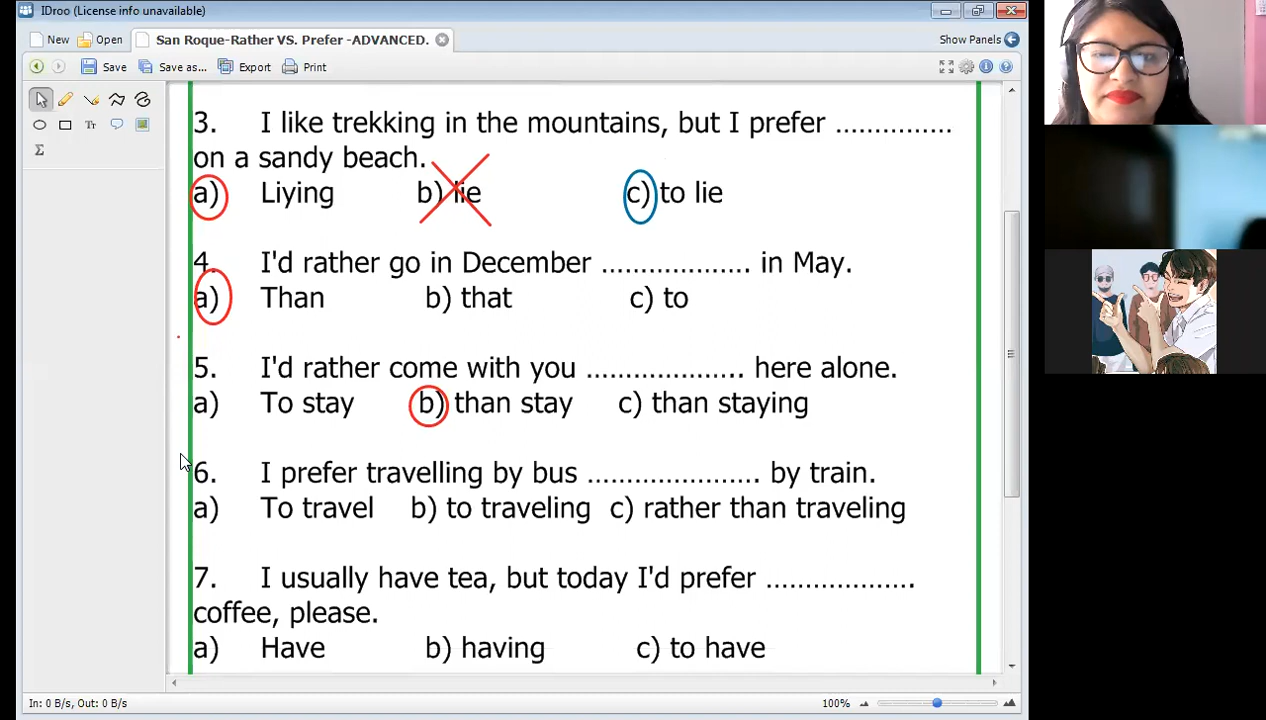 IDroo (License info unavailable)
New Open San Roque-Rather VS. Prefer -ADVANCED. Show Panels
Save Save as... Export Print
3. I like trekking in the mountains, but I prefer ...............
on a sandy beach.
a) Liying b) lie c) to lie
4. I'd rather go in December ................... in May.
a) Than b) that c) to
5. I'd rather come with you .................... here alone.
a) To stay b) than stay c) than staying
6. I prefer travelling by bus ...................... by train.
a) To travel b) to traveling c) rather than traveling
7. I usually have tea, but today I'd prefer ...................
coffee, please.
a) Have b) having c) to have
Tт
Σ
In: 0 B/s, Out: 0 B/s 100%